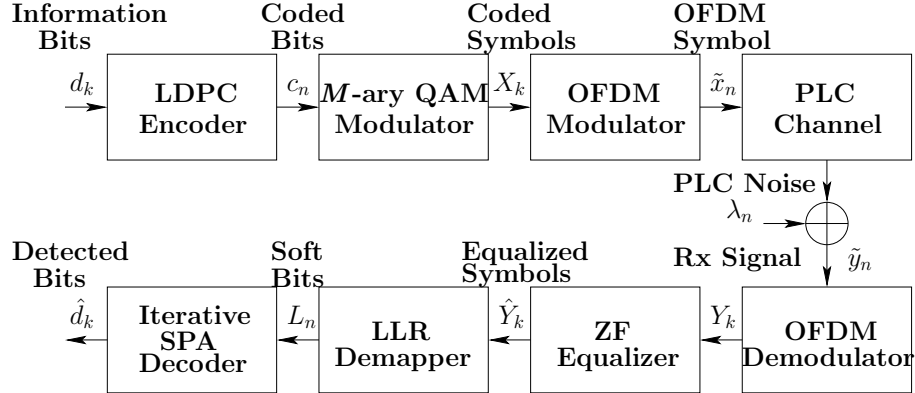 Information Bits
Coded Bits
Coded Symbols
OFDM Symbol
d_k
LDPC Encoder
c_n
M-ary QAM Modulator
X_k
OFDM Modulator
x̃_n
PLC Channel
PLC Noise
λ_n
Rx Signal
ỹ_n
Detected Bits
Soft Bits
Equalized Symbols
d̂_k
Iterative SPA Decoder
L_n
LLR Demapper
Ŷ_k
ZF Equalizer
Y_k
OFDM Demodulator